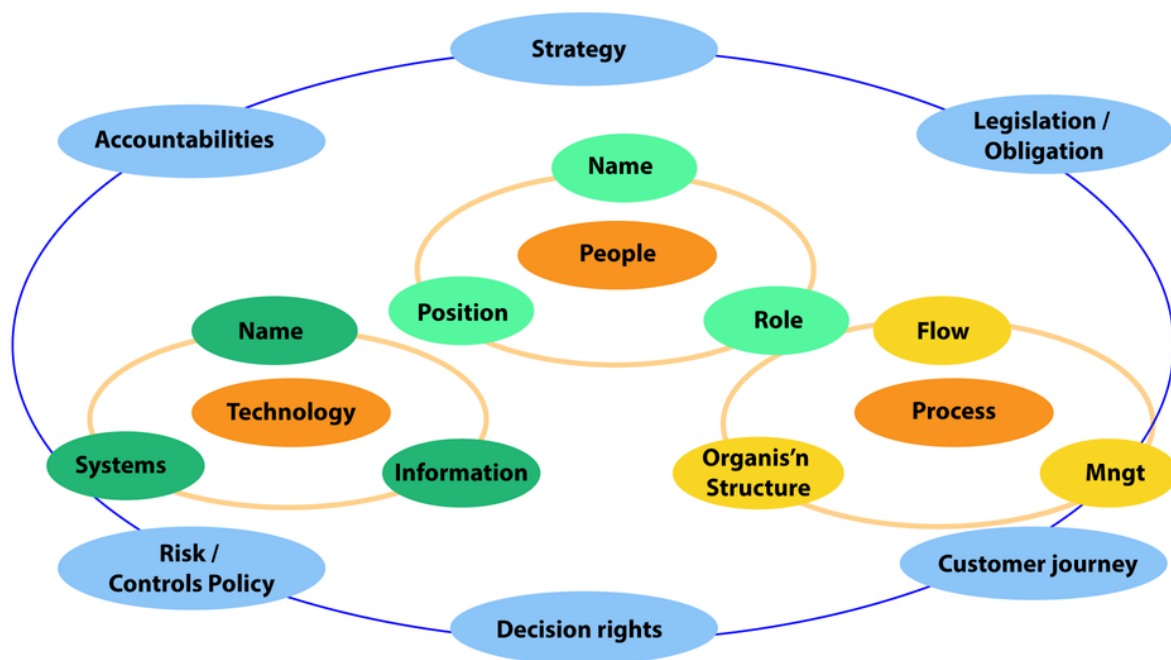 Strategy
Accountabilities
Legislation /
Obligation
Name
People
Position
Role
Name
Technology
Systems
Information
Flow
Process
Organis'n
Structure
Mngt
Risk /
Controls Policy
Customer journey
Decision rights